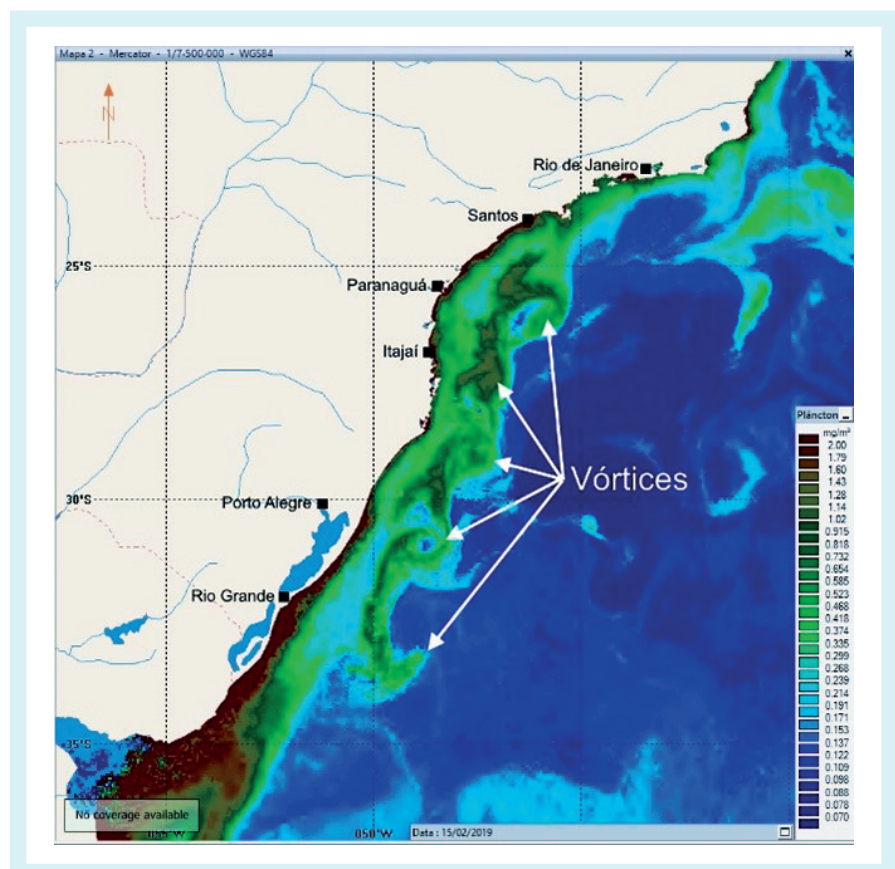 Mapa 2 - Mercator - 1/7-500-000 - WGS84
N
Rio de Janeiro
Santos
25°S
Paranaguá
Itajaí
Plâncton
mg/m³
2.00
1.79
1.60
1.43
1.28
1.14
1.02
0.915
0.818
0.732
0.654
0.585
0.523
0.468
0.418
0.374
0.335
0.299
0.268
0.239
0.214
0.191
0.171
0.153
0.137
0.122
0.109
0.098
0.088
0.078
0.070
Vórtices
30°S
Porto Alegre
Rio Grande
35°S
No coverage available
055°W
050°W
Data : 15/02/2019